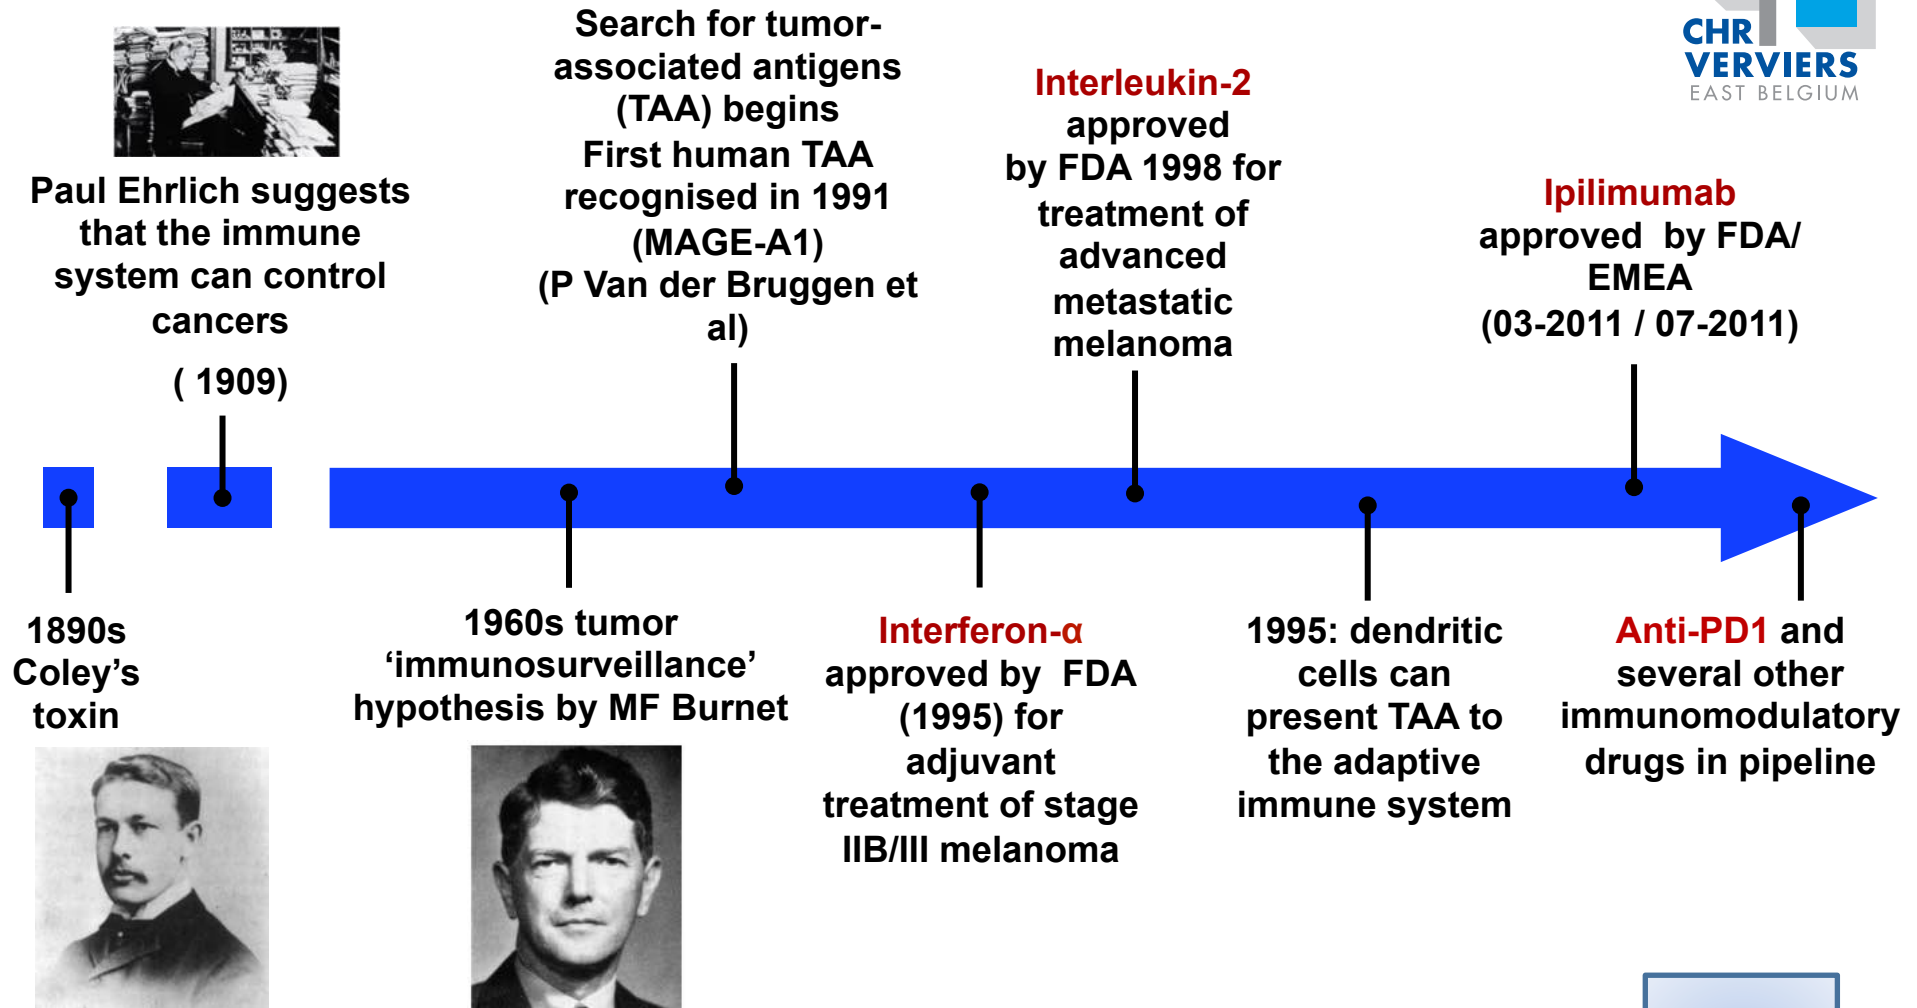 CHR
VERVIERS
EAST BELGIUM
Paul Ehrlich suggests
that the immune
system can control
cancers
( 1909)
Search for tumor-
associated antigens
(TAA) begins
First human TAA
recognised in 1991
(MAGE-A1)
(P Van der Bruggen et
al)
Interleukin-2
approved
by FDA 1998 for
treatment of
advanced
metastatic
melanoma
Ipilimumab
approved by FDA/
EMEA
(03-2011 / 07-2011)
1890s
Coley’s
toxin
1960s tumor
‘immunosurveillance’
hypothesis by MF Burnet
Interferon-α
approved by FDA
(1995) for
adjuvant
treatment of stage
IIB/III melanoma
1995: dendritic
cells can
present TAA to
the adaptive
immune system
Anti-PD1 and
several other
immunomodulatory
drugs in pipeline